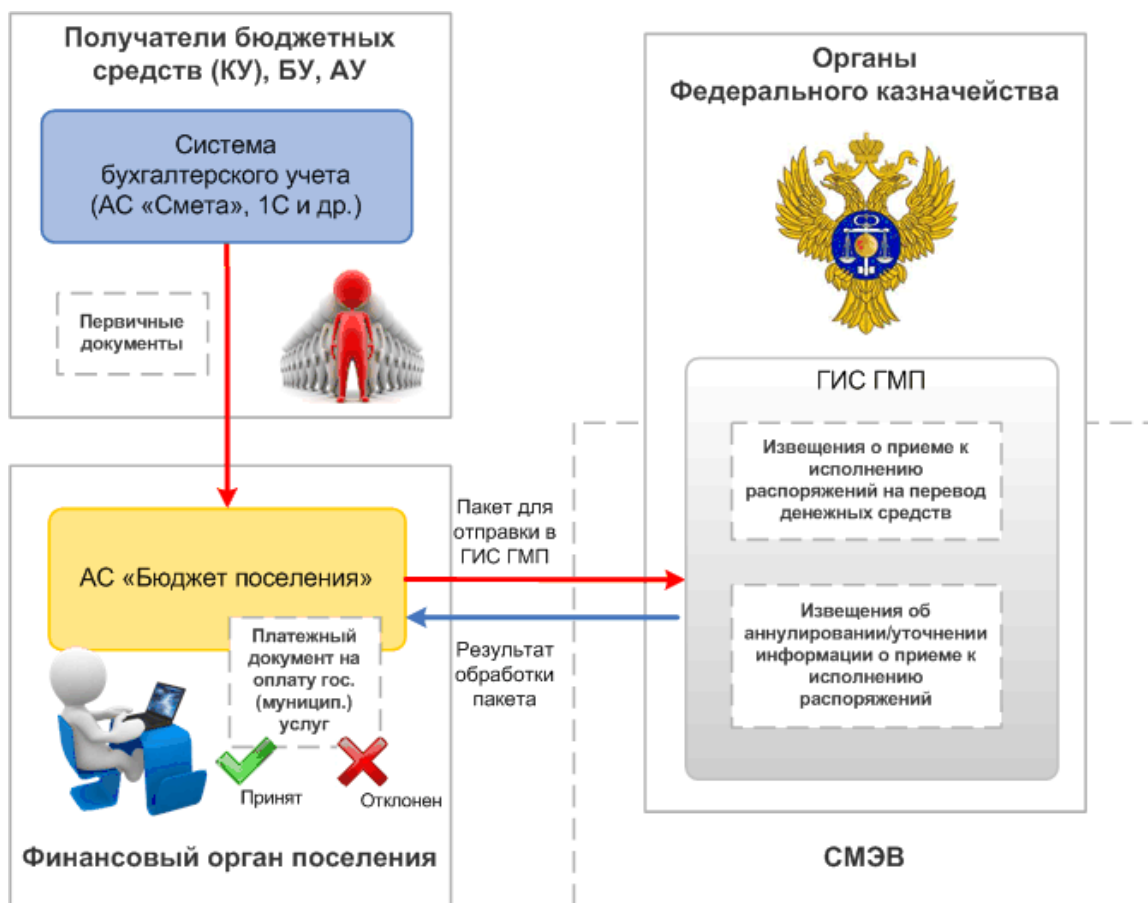 Получатели бюджетных
средств (КУ), БУ, АУ
Система
бухгалтерского учета
(АС «Смета», 1С и др.)
Первичные
документы
Органы
Федерального казначейства
ГИС ГМП
Извещения о приеме к
исполнению
распоряжений на перевод
денежных средств
Извещения об
аннулировании/уточнении
информации о приеме к
исполнению
распоряжений
СМЭВ
Пакет для
отправки в
ГИС ГМП
Результат
обработки
пакета
АС «Бюджет поселения»
Платежный
документ на
оплату гос.
(муницип.)
услуг
Принят
Отклонен
Финансовый орган поселения